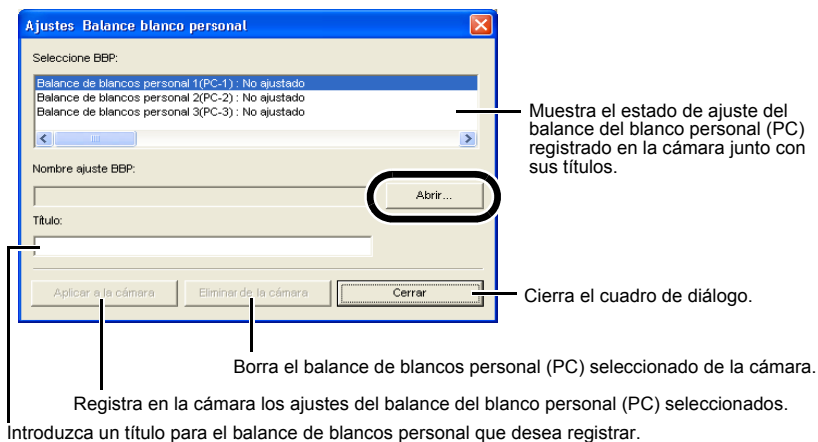 Ajustes Balance blanco personal
Seleccione BBP:
Balance de blancos personal 1(PC-1) : No ajustado
Balance de blancos personal 2(PC-2) : No ajustado
Balance de blancos personal 3(PC-3) : No ajustado
Muestra el estado de ajuste del
balance del blanco personal (PC)
registrado en la cámara junto con
sus títulos.
Nombre ajuste BBP:
Abrir...
Título:
Aplicar a la cámara
Eliminar de la cámara
Cerrar
Cierra el cuadro de diálogo.
Borra el balance de blancos personal (PC) seleccionado de la cámara.
Registra en la cámara los ajustes del balance del blanco personal (PC) seleccionados.
Introduzca un título para el balance de blancos personal que desea registrar.